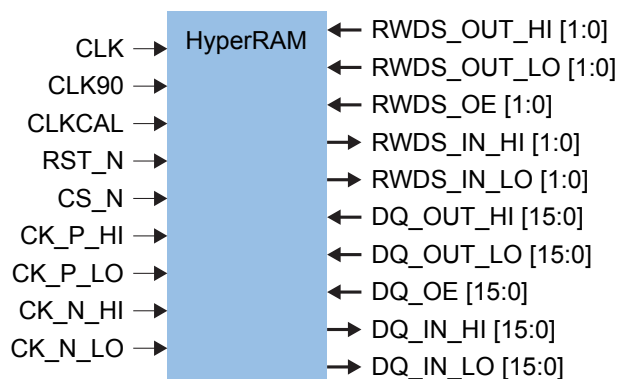 HyperRAM
CLK
CLK90
CLKCAL
RST_N
CS_N
CK_P_HI
CK_P_LO
CK_N_HI
CK_N_LO
RWDS_OUT_HI [1:0]
RWDS_OUT_LO [1:0]
RWDS_OE [1:0]
RWDS_IN_HI [1:0]
RWDS_IN_LO [1:0]
DQ_OUT_HI [15:0]
DQ_OUT_LO [15:0]
DQ_OE [15:0]
DQ_IN_HI [15:0]
DQ_IN_LO [15:0]